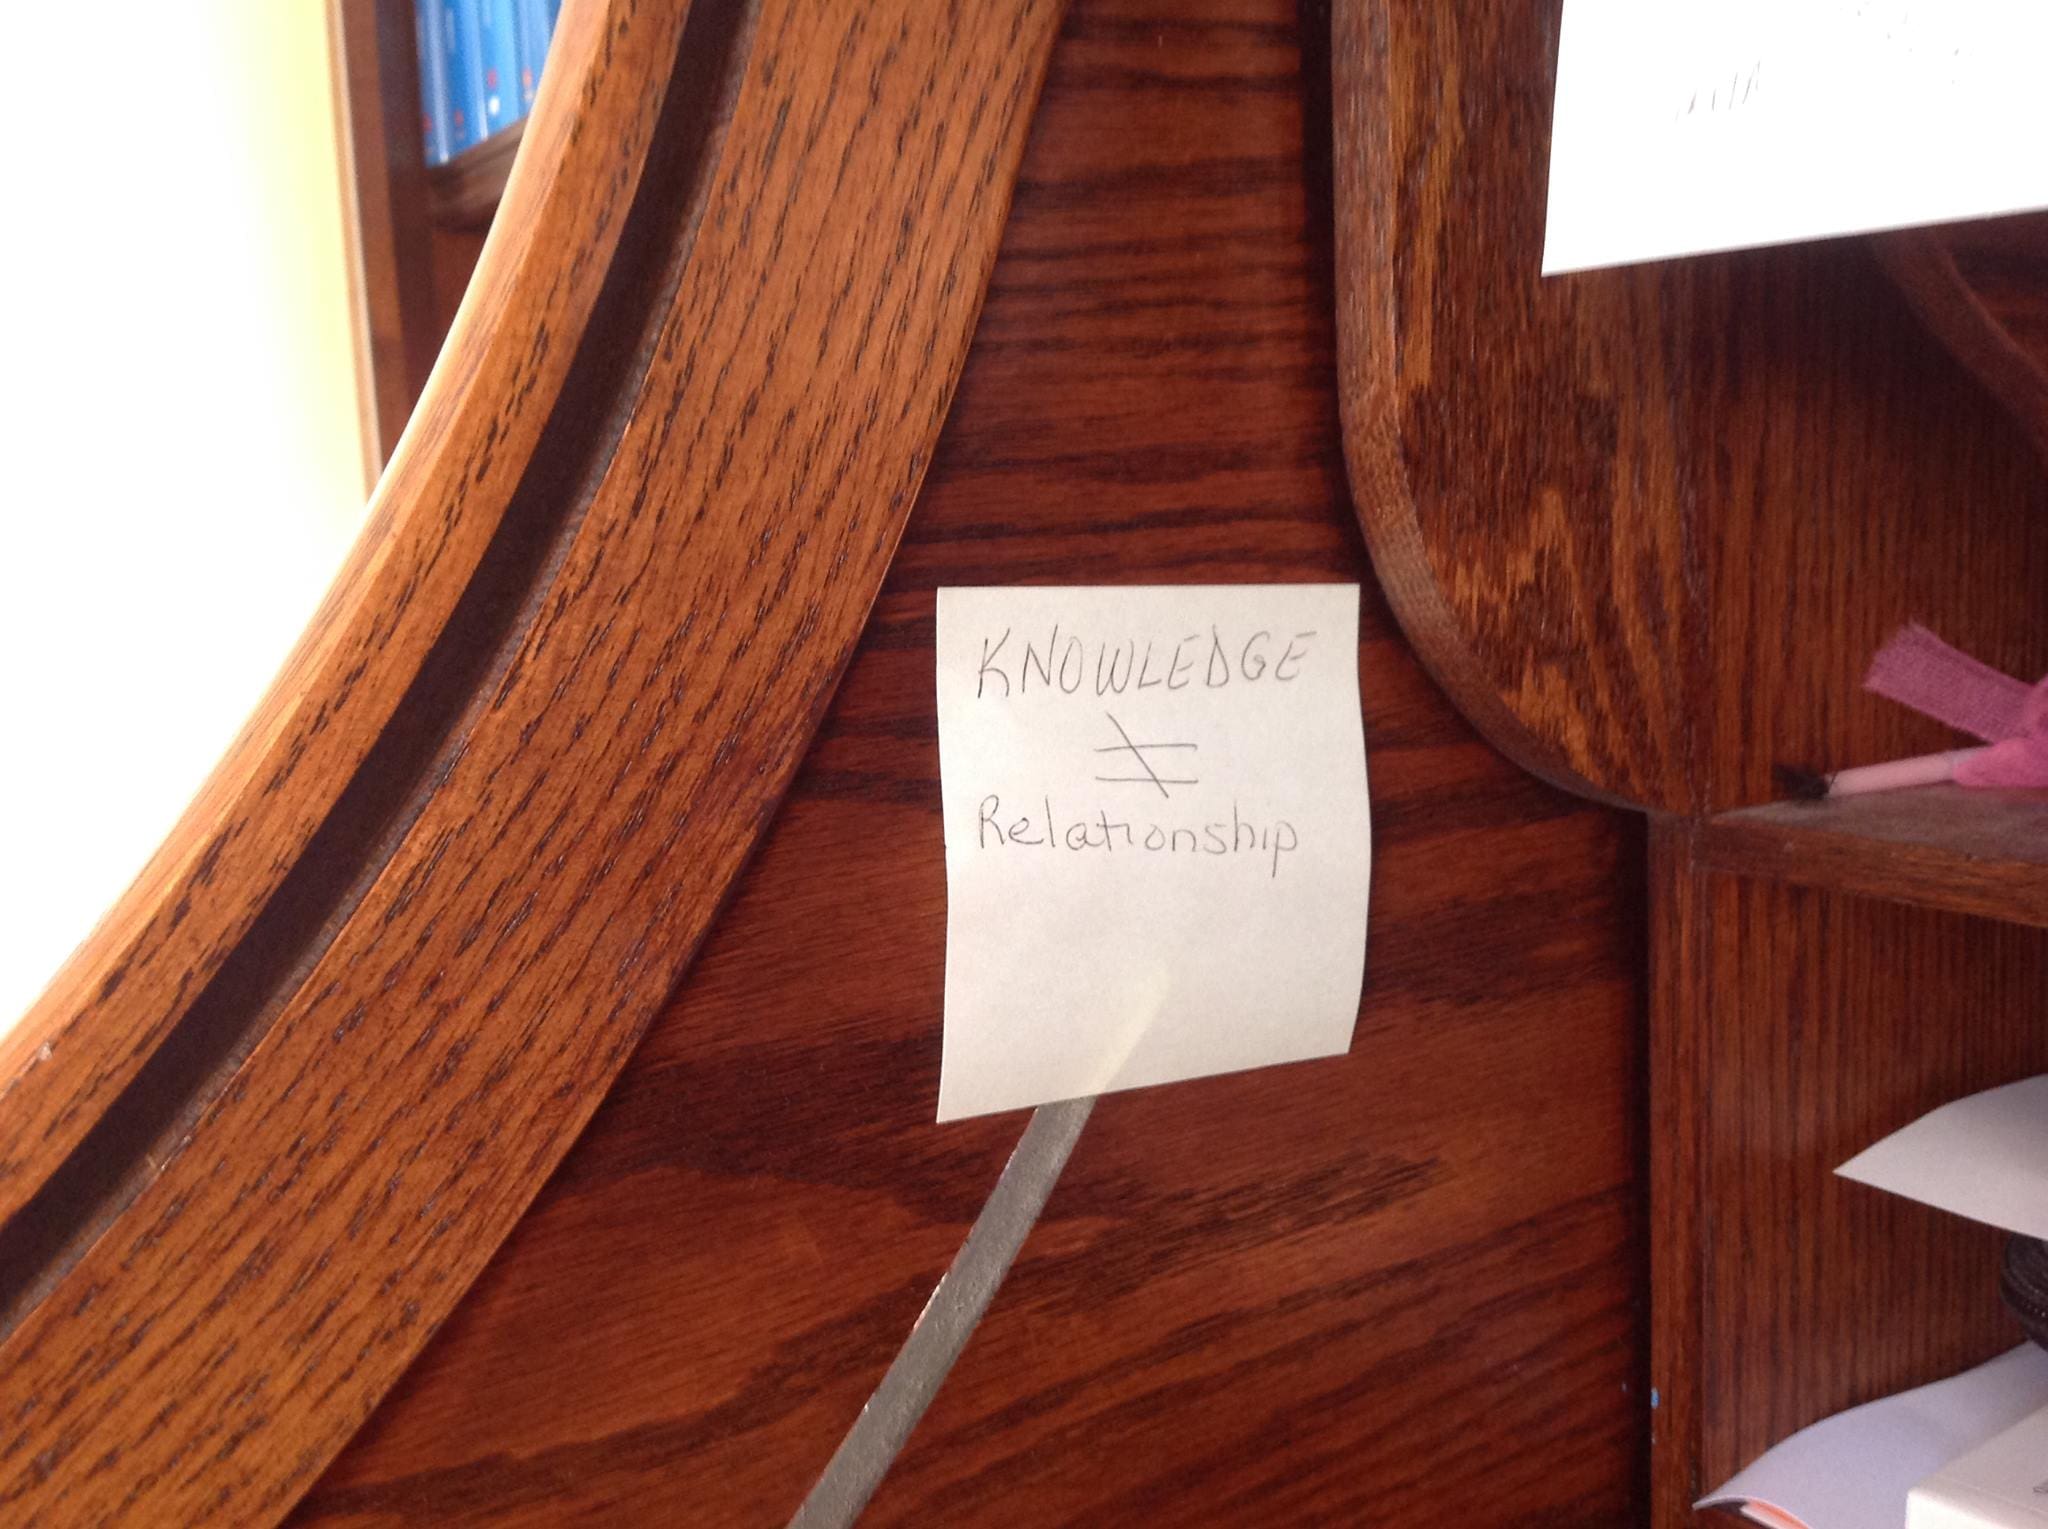 KNOWLEDGE
≠
Relationship